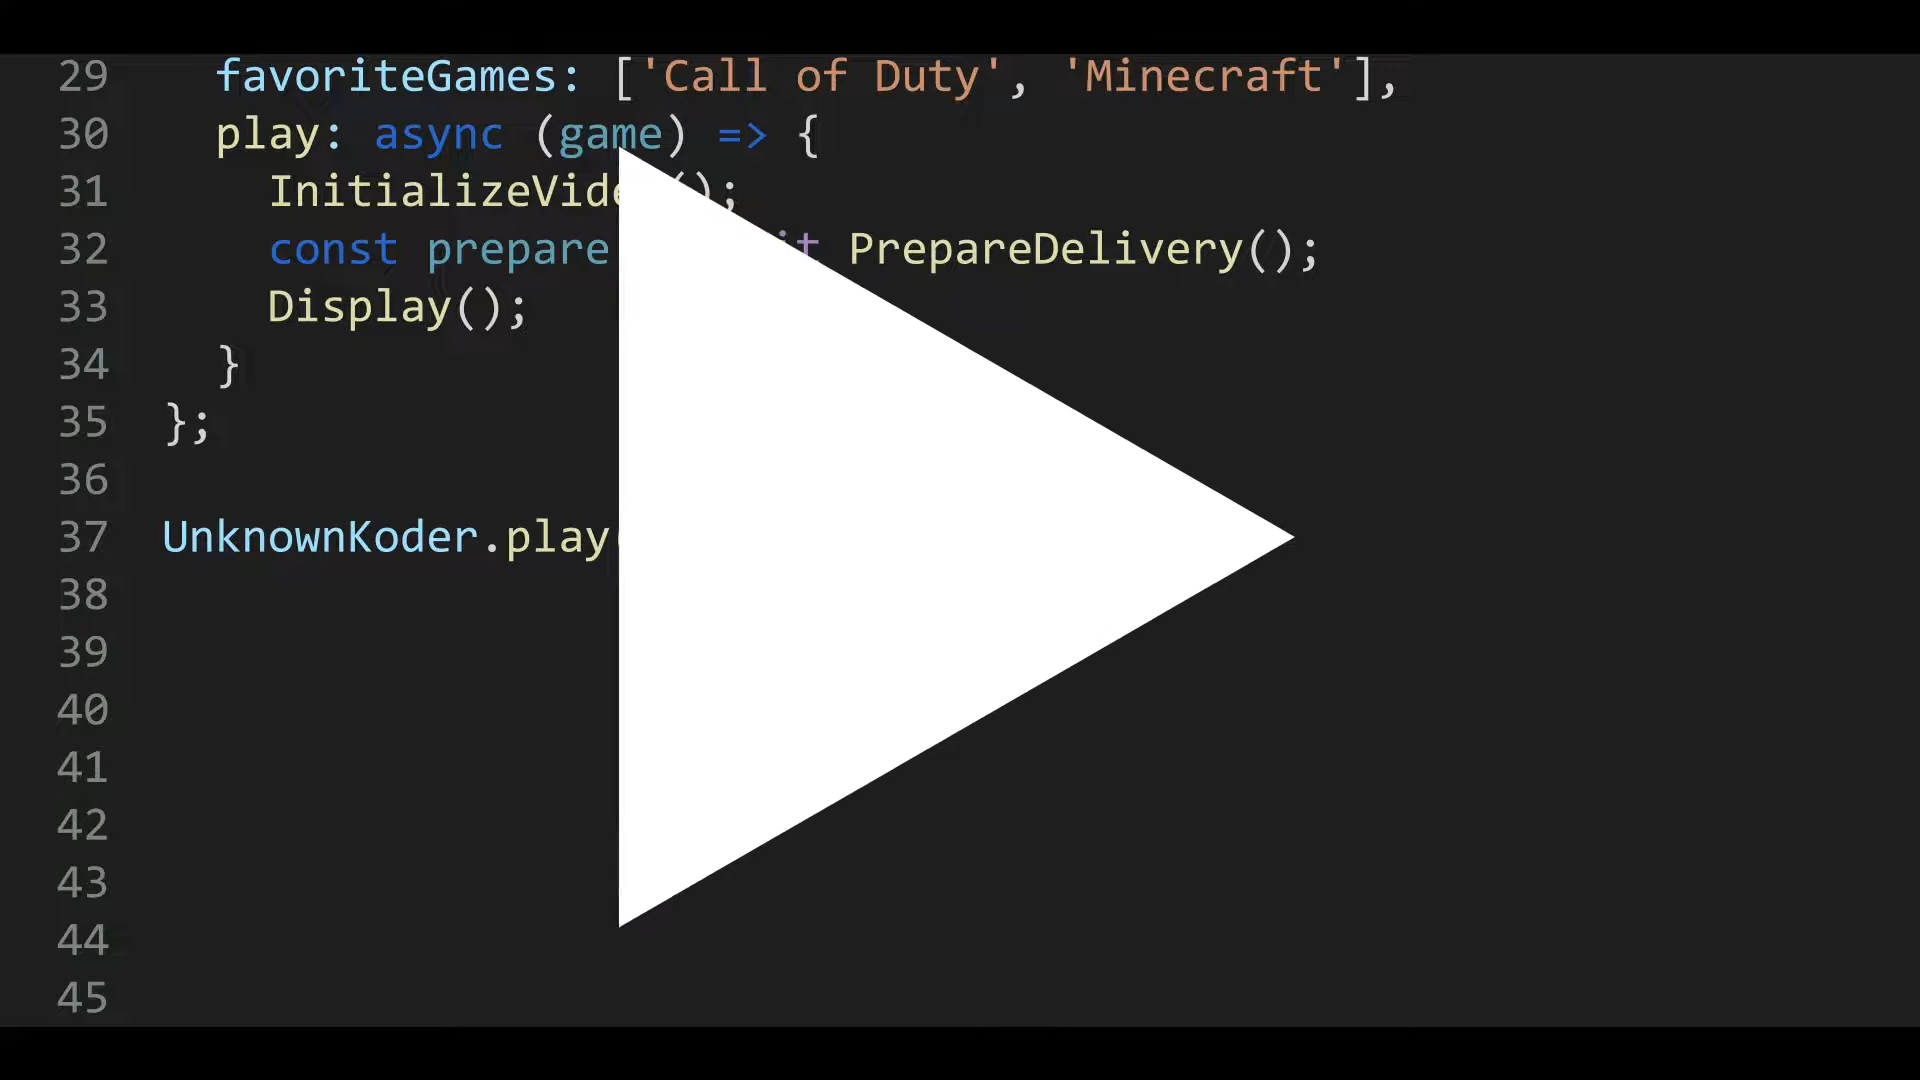 29 favoriteGames: ['Call of Duty', 'Minecraft'],
30 play: async (game) => {
31 InitializeVide ();
32 const prepare PrepareDelivery();
33 Display();
34 }
35 };
36
37 UnknownKoder.play(
38
39
40
41
42
43
44
45